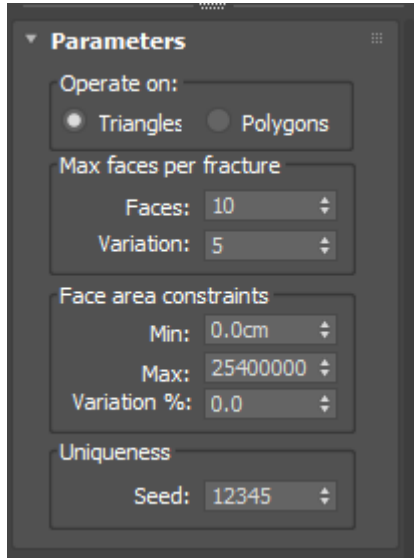 Parameters
Operate on:
Triangles Polygons
Max faces per fracture
Faces: 10
Variation: 5
Face area constraints
Min: 0.0cm
Max: 25400000
Variation %: 0.0
Uniqueness
Seed: 12345